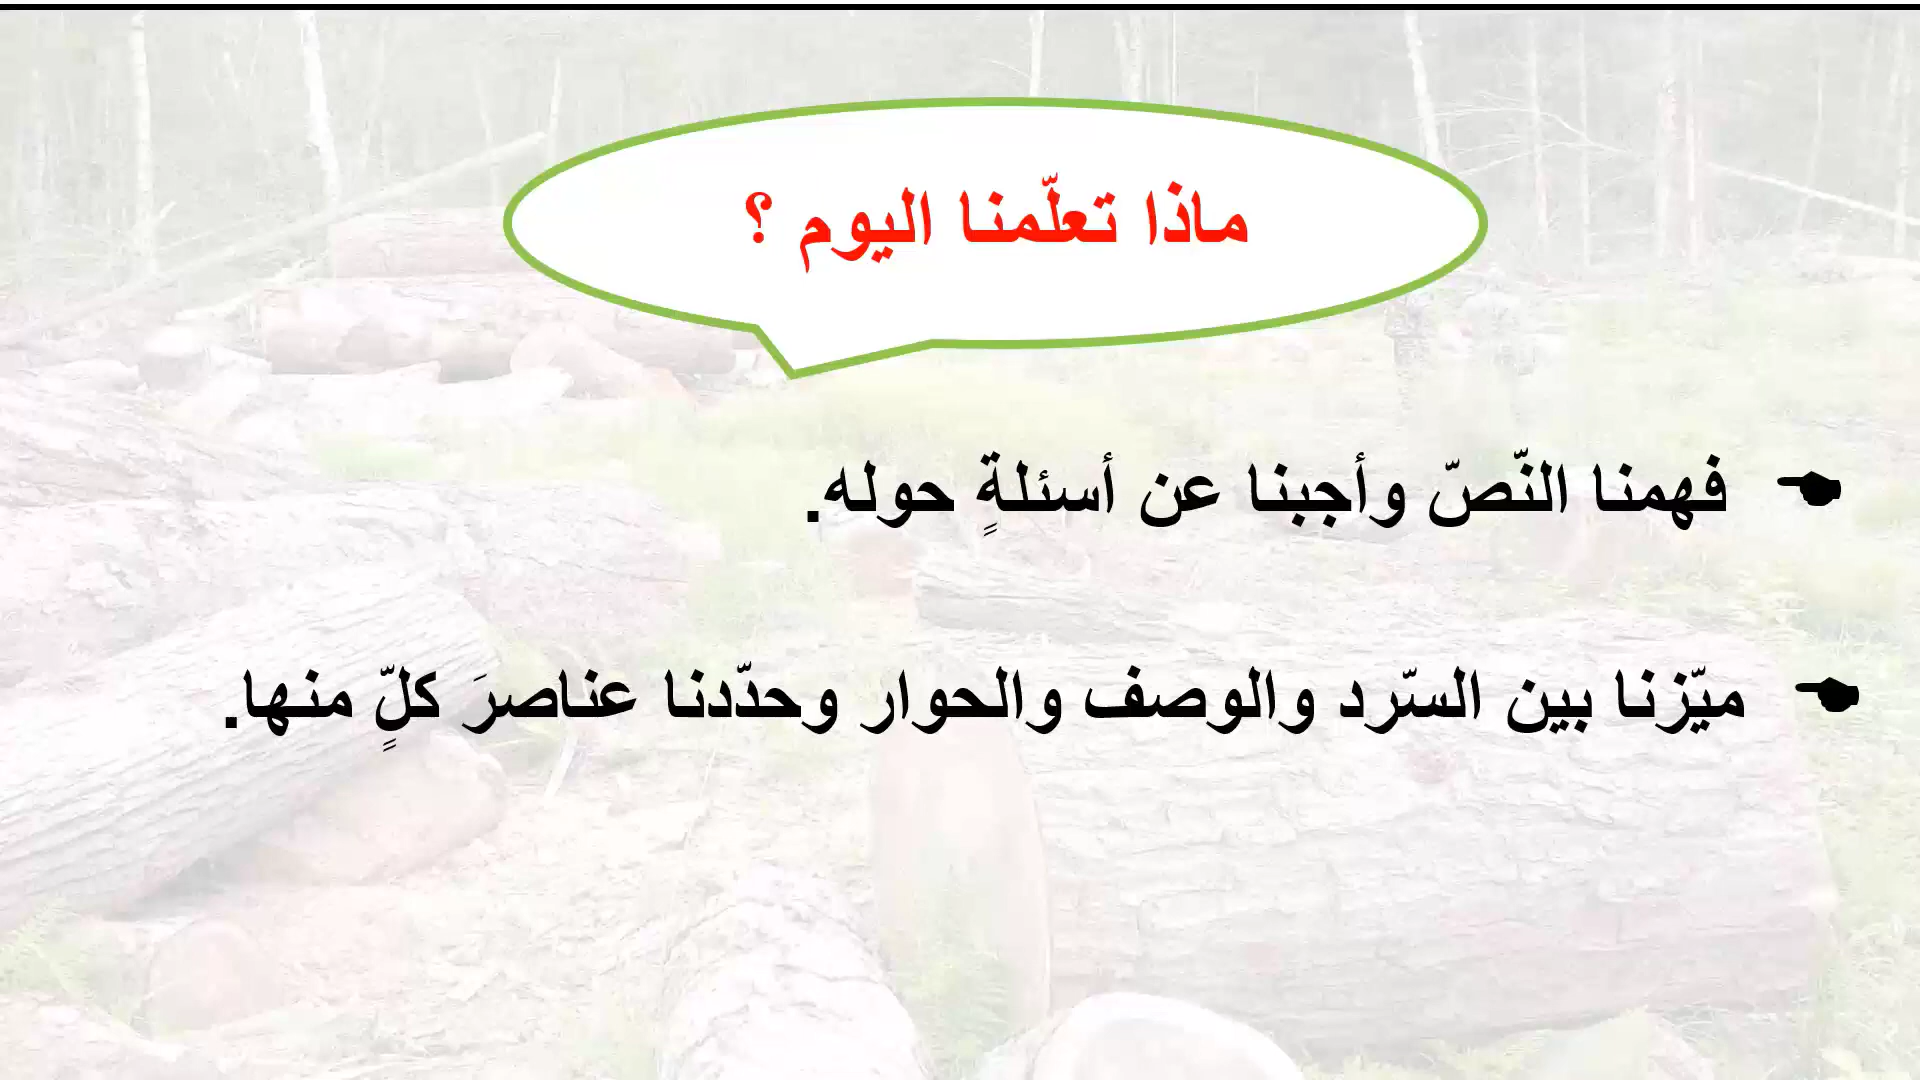 ماذا تعلّمنا اليوم ؟
فهمنا النّصّ وأجبنا عن أسئلةٍ حوله.
ميّزنا بين السّرد والوصف والحوار وحدّدنا عناصرَ كلٍّ منها.